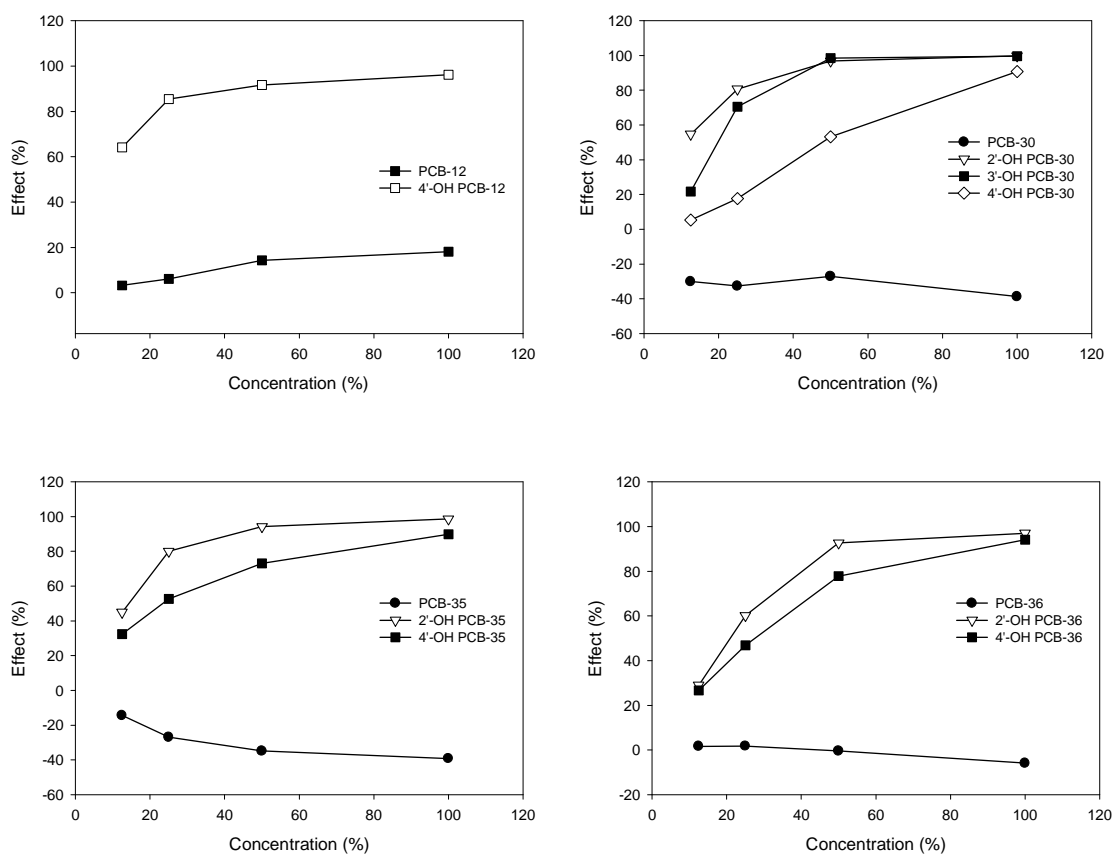 120
100
80
60
40
20
0
Effect (%)
PCB-12
4'-OH PCB-12
0 20 40 60 80 100 120
Concentration (%)
120
100
80
60
40
20
0
-20
-40
-60
Effect (%)
PCB-30
2'-OH PCB-30
3'-OH PCB-30
4'-OH PCB-30
0 20 40 60 80 100 120
Concentration (%)
120
100
80
60
40
20
0
-20
-40
-60
Effect (%)
PCB-35
2'-OH PCB-35
4'-OH PCB-35
0 20 40 60 80 100 120
Concentration (%)
120
100
80
60
40
20
0
-20
Effect (%)
PCB-36
2'-OH PCB-36
4'-OH PCB-36
0 20 40 60 80 100 120
Concentration (%)